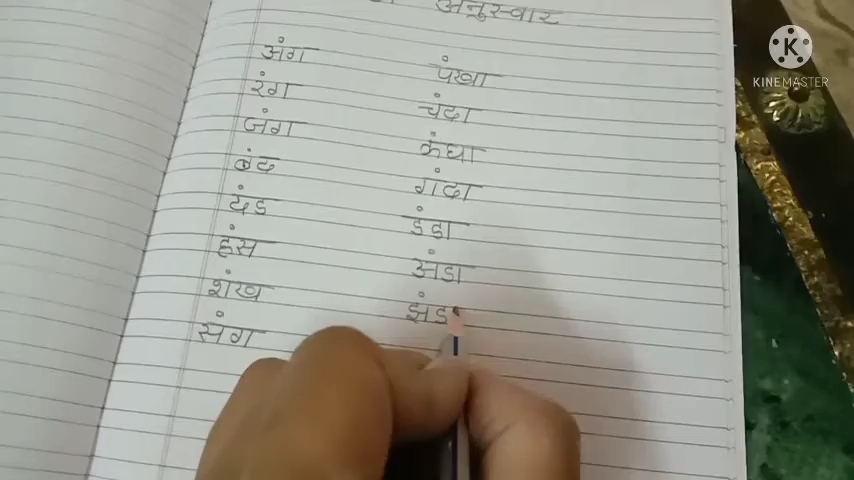 अनुस्वार
अंग
रंग
जंग
बंद
दंड
हंस
शंख
संग
पंखा
चंदा
कंघा
गंदा
डंडा
अंडा
झंड
KINEMASTER